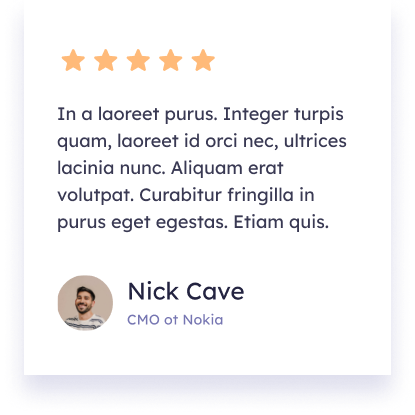 In a laoreet purus. Integer turpis
quam, laoreet id orci nec, ultrices
lacinia nunc. Aliquam erat
volutpat. Curabitur fringilla in
purus eget egestas. Etiam quis.
Nick Cave
CMO ot Nokia